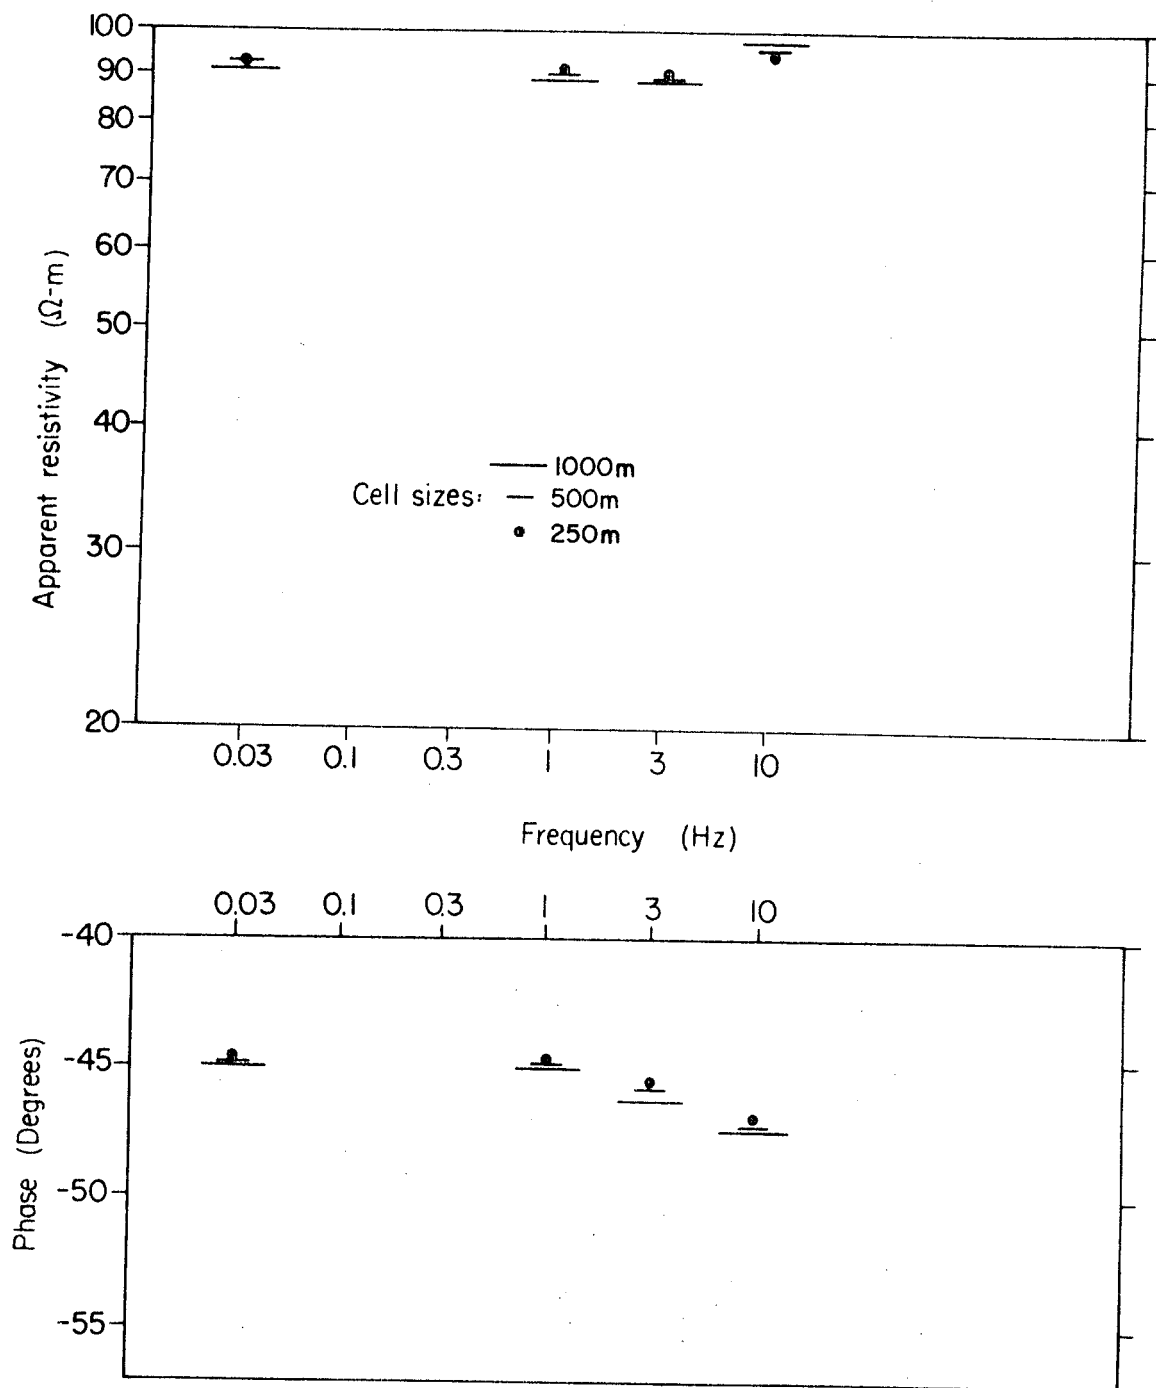 100
90
80
70
60
50
40
30
20
Apparent resistivity (Ω-m)
1000m
Cell sizes: 500m
250m
0.03 0.1 0.3 1 3 10
Frequency (Hz)
0.03 0.1 0.3 1 3 10
-40
-45
-50
-55
Phase (Degrees)